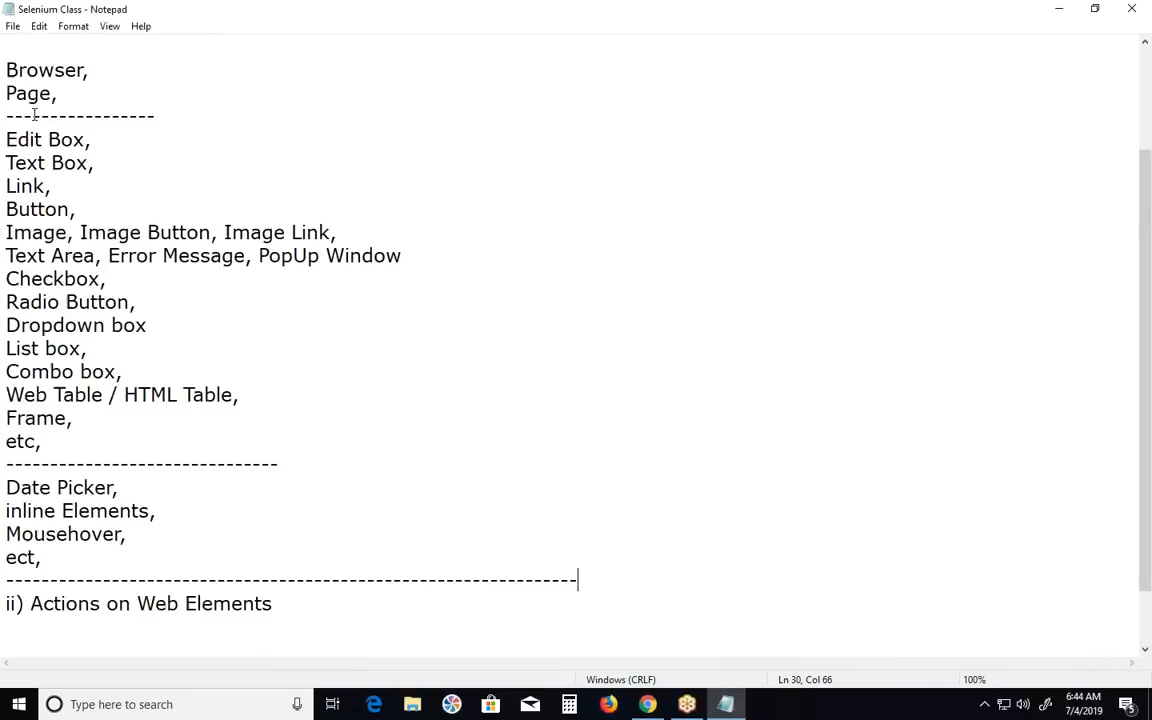 Selenium Class - Notepad
File Edit Format View Help
Browser,
Page,
-----------------
Edit Box,
Text Box,
Link,
Button,
Image, Image Button, Image Link,
Text Area, Error Message, PopUp Window
Checkbox,
Radio Button,
Dropdown box
List box,
Combo box,
Web Table / HTML Table,
Frame,
etc,
-------------------------------
Date Picker,
inline Elements,
Mousehover,
ect,
-----------------------------------------------------------------
ii) Actions on Web Elements
Windows (CRLF) Ln 30, Col 66 100%
Type here to search
6:44 AM
7/4/2019
5